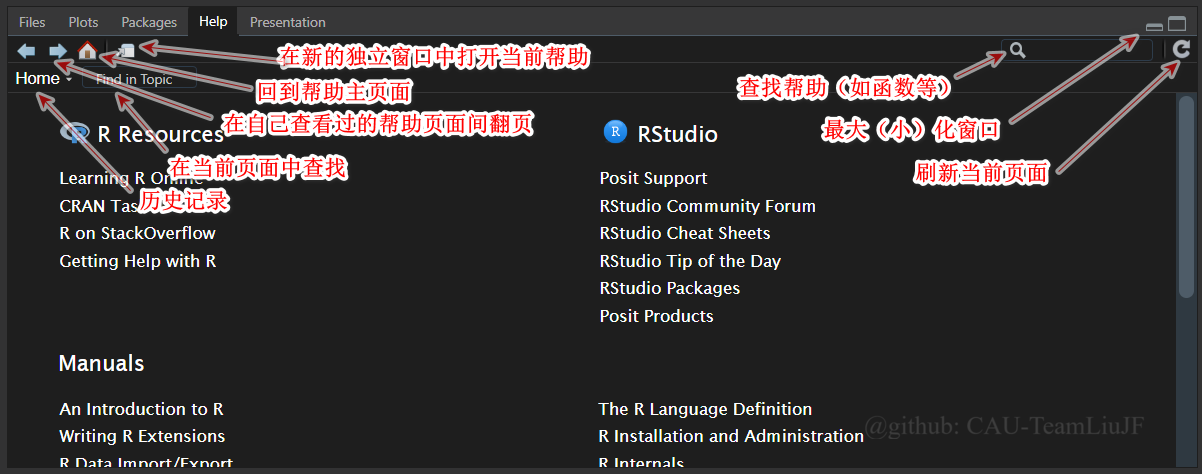 Files Plots Packages Help Presentation
在新的独立窗口中打开当前帮助
Home Find in Topic
回到帮助主页面
查找帮助（如函数等）
在自己查看过的帮助页面间翻页
最大（小）化窗口
R Resources
R RStudio
在当前页面中查找
刷新当前页面
Learning R Online
Posit Support
历史记录
CRAN Tas
RStudio Community Forum
R on StackOverflow
RStudio Cheat Sheets
Getting Help with R
RStudio Tip of the Day
RStudio Packages
Posit Products
Manuals
An Introduction to R
The R Language Definition
@github: CAU-TeamLiuJF
Writing R Extensions
R Installation and Administration
R Data Import/Export
R Internals